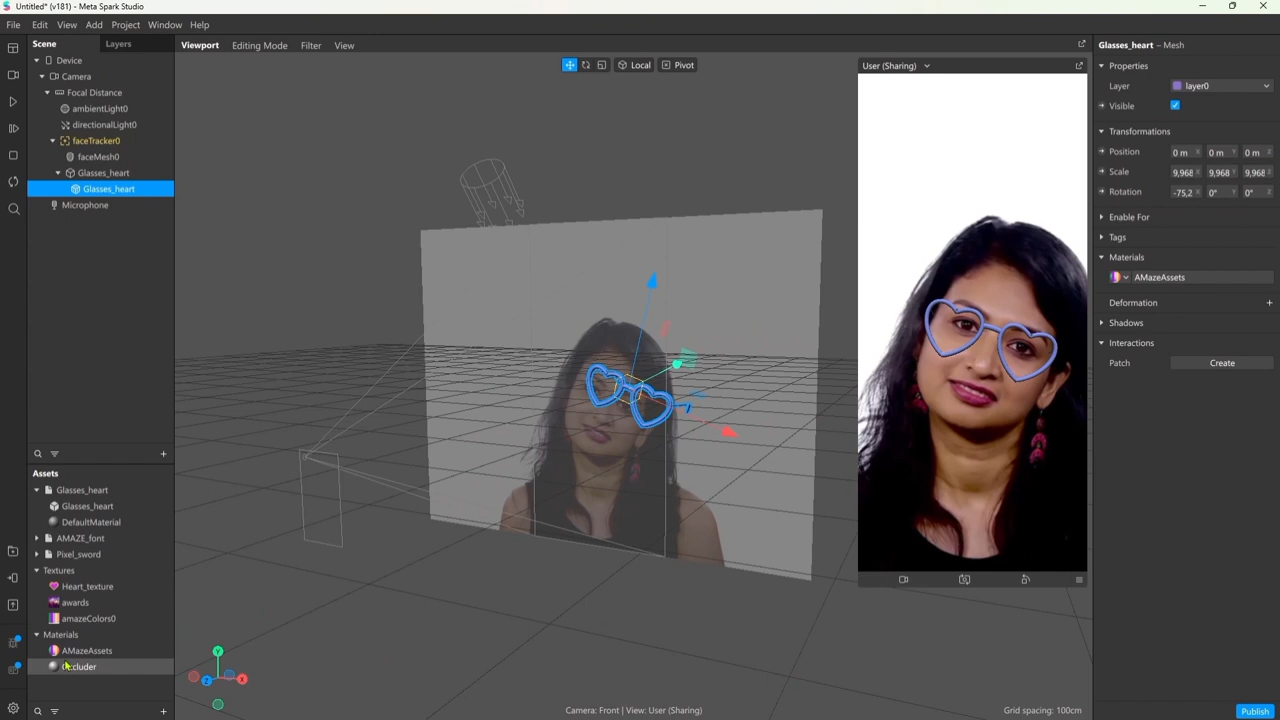 Untitled* (v181) - Meta Spark Studio
File Edit View Add Project Window Help
Scene Layers
Device
Camera
Focal Distance
ambientLight0
directionalLight0
faceTracker0
faceMesh0
Glasses_heart
Glasses_heart
Microphone
Assets
Glasses_heart
Glasses_heart
DefaultMaterial
AMAZE_font
Pixel_sword
Textures
Heart_texture
awards
amazeColors0
Materials
AMazeAssets
Viewport Editing Mode Filter View
Local Pivot
User (Sharing)
Y
Z X
Camera: Front | View: User (Sharing)
Grid spacing: 100cm
Glasses_heart – Mesh
Properties
Layer layer0
Visible
Transformations
Position 0 m X 0 m Y 0 m Z
Scale 9,968 X 9,968 Y 9,968 Z
Rotation -75,2 X 0° Y 0° Z
Enable For
Tags
Materials
AMazeAssets
Deformation +
Shadows
Interactions
Patch Create
Publish